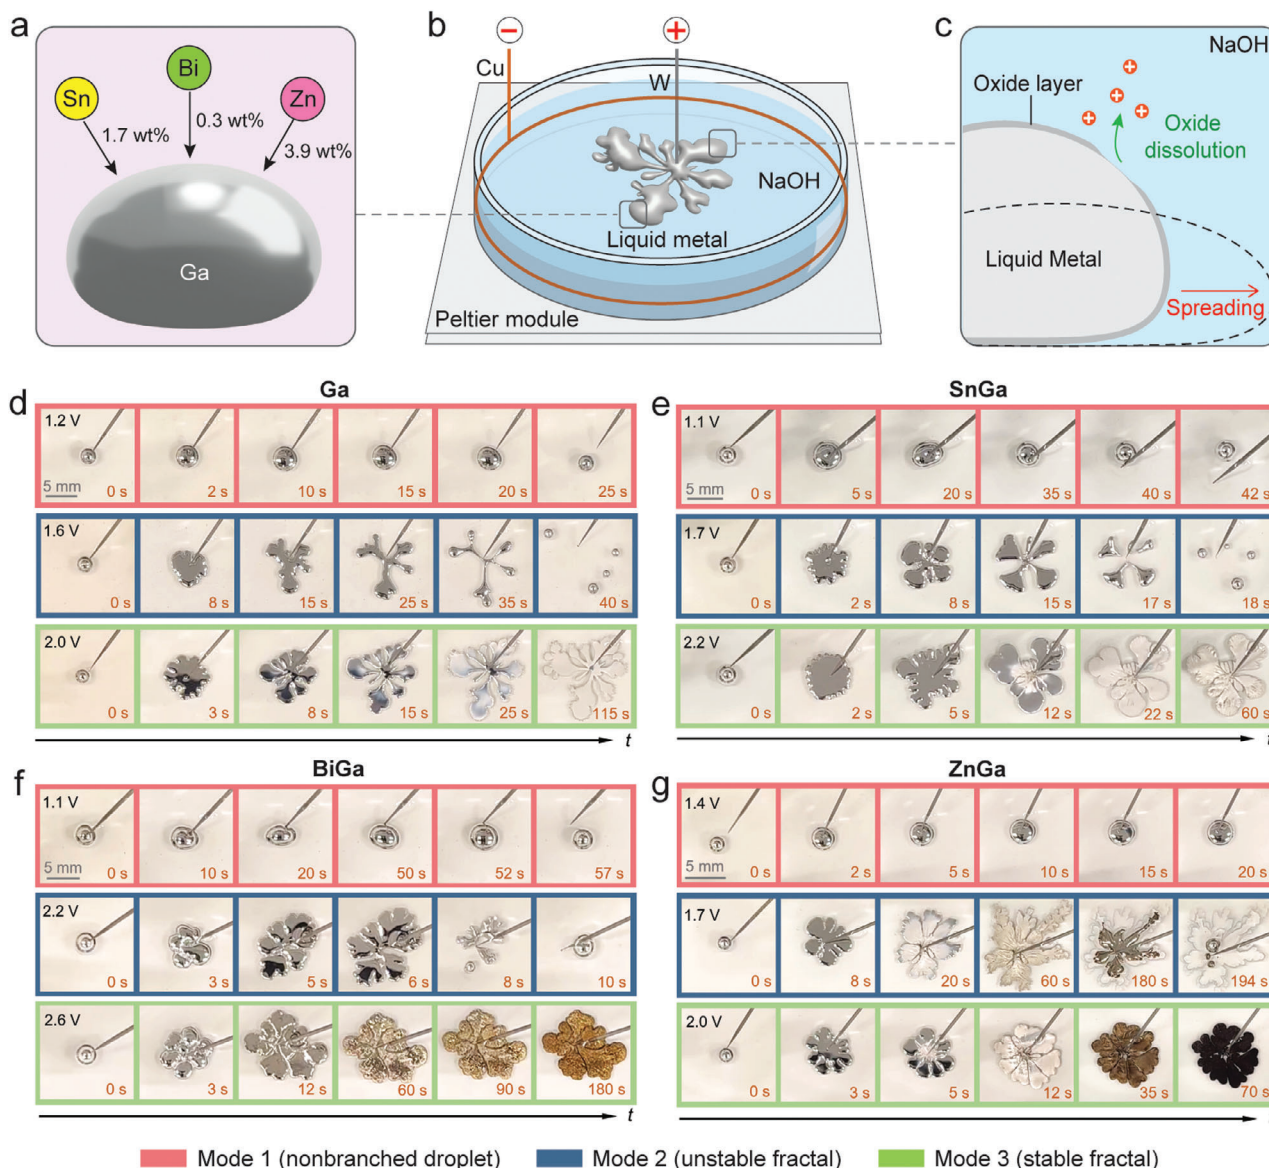 a
Sn
Bi
Zn
1.7 wt%
0.3 wt%
3.9 wt%
Ga
b
−
+
Cu
W
NaOH
Liquid metal
Peltier module
c
NaOH
Oxide layer
Oxide
dissolution
Liquid Metal
Spreading
d
Ga
1.2 V
5 mm
0 s
2 s
10 s
15 s
20 s
25 s
1.6 V
0 s
8 s
15 s
25 s
35 s
40 s
2.0 V
0 s
3 s
8 s
15 s
25 s
115 s
t
e
SnGa
1.1 V
5 mm
0 s
5 s
20 s
35 s
40 s
42 s
1.7 V
0 s
2 s
8 s
15 s
17 s
18 s
2.2 V
0 s
2 s
5 s
12 s
22 s
60 s
t
f
BiGa
1.1 V
5 mm
0 s
10 s
20 s
50 s
52 s
57 s
2.2 V
0 s
3 s
5 s
6 s
8 s
10 s
2.6 V
0 s
3 s
12 s
60 s
90 s
180 s
t
g
ZnGa
1.4 V
5 mm
0 s
2 s
5 s
10 s
15 s
20 s
1.7 V
0 s
8 s
20 s
60 s
180 s
194 s
2.0 V
0 s
3 s
5 s
12 s
35 s
70 s
Mode 1 (nonbranched droplet)
Mode 2 (unstable fractal)
Mode 3 (stable fractal)